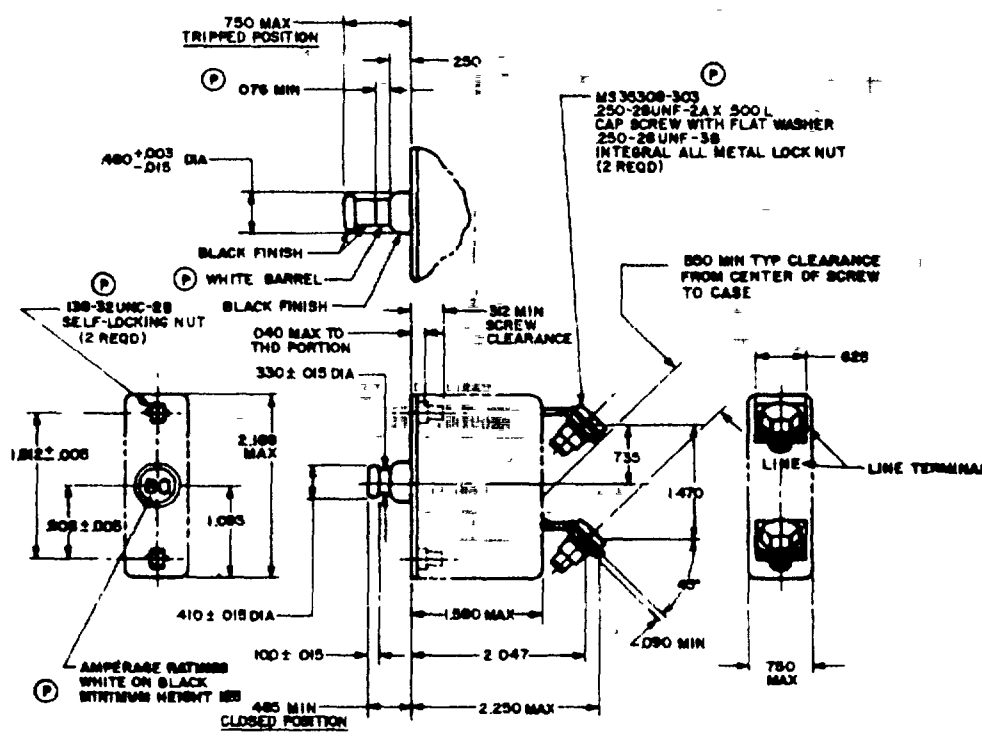 .750 MAX
TRIPPED POSITION
.250
P
.076 MIN
P
MS35308-303
.250-28UNF-2A X .500 L
CAP SCREW WITH FLAT WASHER
.250-28 UNF-3B
INTEGRAL ALL METAL LOCK NUT
(2 REQD)
.480 +.003 -.015 DIA
BLACK FINISH
P WHITE BARREL
BLACK FINISH
P
.138-32UNC-2B
SELF-LOCKING NUT
(2 REQD)
.040 MAX TO
THD PORTION
.312 MIN
SCREW
CLEARANCE
MIN TYP CLEARANCE
FROM CENTER OF SCREW
TO CASE
.330 ± .015 DIA
.625
1.812 ± .005
2.188
MAX
.735
1.470
LINE
LINE TERMINAL
± .005
1.093
45°
.410 ± .015 DIA
MAX
.090 MIN
.100 ± .015
2.047
.750
MAX
AMPERAGE RATINGS
WHITE ON BLACK
MINIMUM HEIGHT
P
.485 MIN
CLOSED POSITION
2.250 MAX